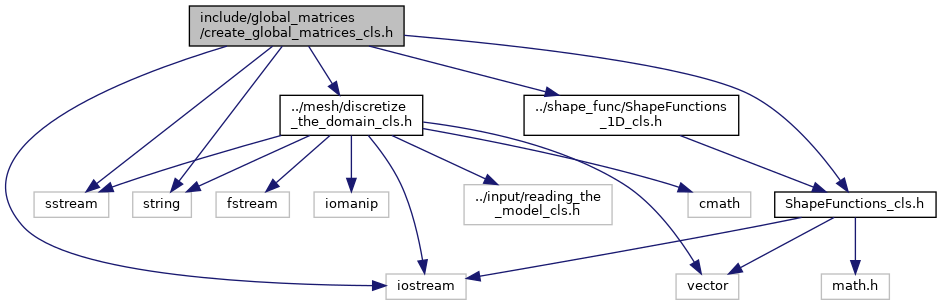 include/global_matrices
/create_global_matrices_cls.h
../mesh/discretize
_the_domain_cls.h
../shape_func/ShapeFunctions
_1D_cls.h
sstream
string
fstream
iomanip
../input/reading_the
_model_cls.h
cmath
ShapeFunctions_cls.h
iostream
vector
math.h